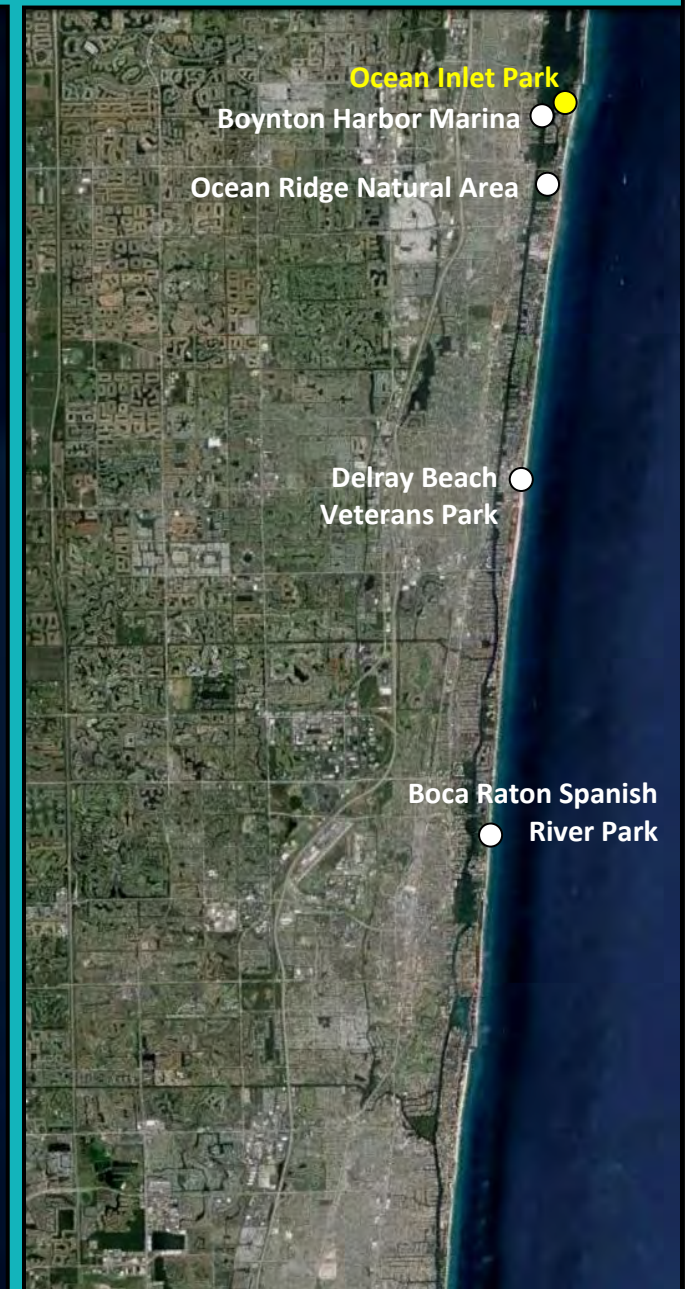 Ocean Inlet Park
Boynton Harbor Marina
Ocean Ridge Natural Area
Delray Beach
Veterans Park
Boca Raton Spanish
River Park